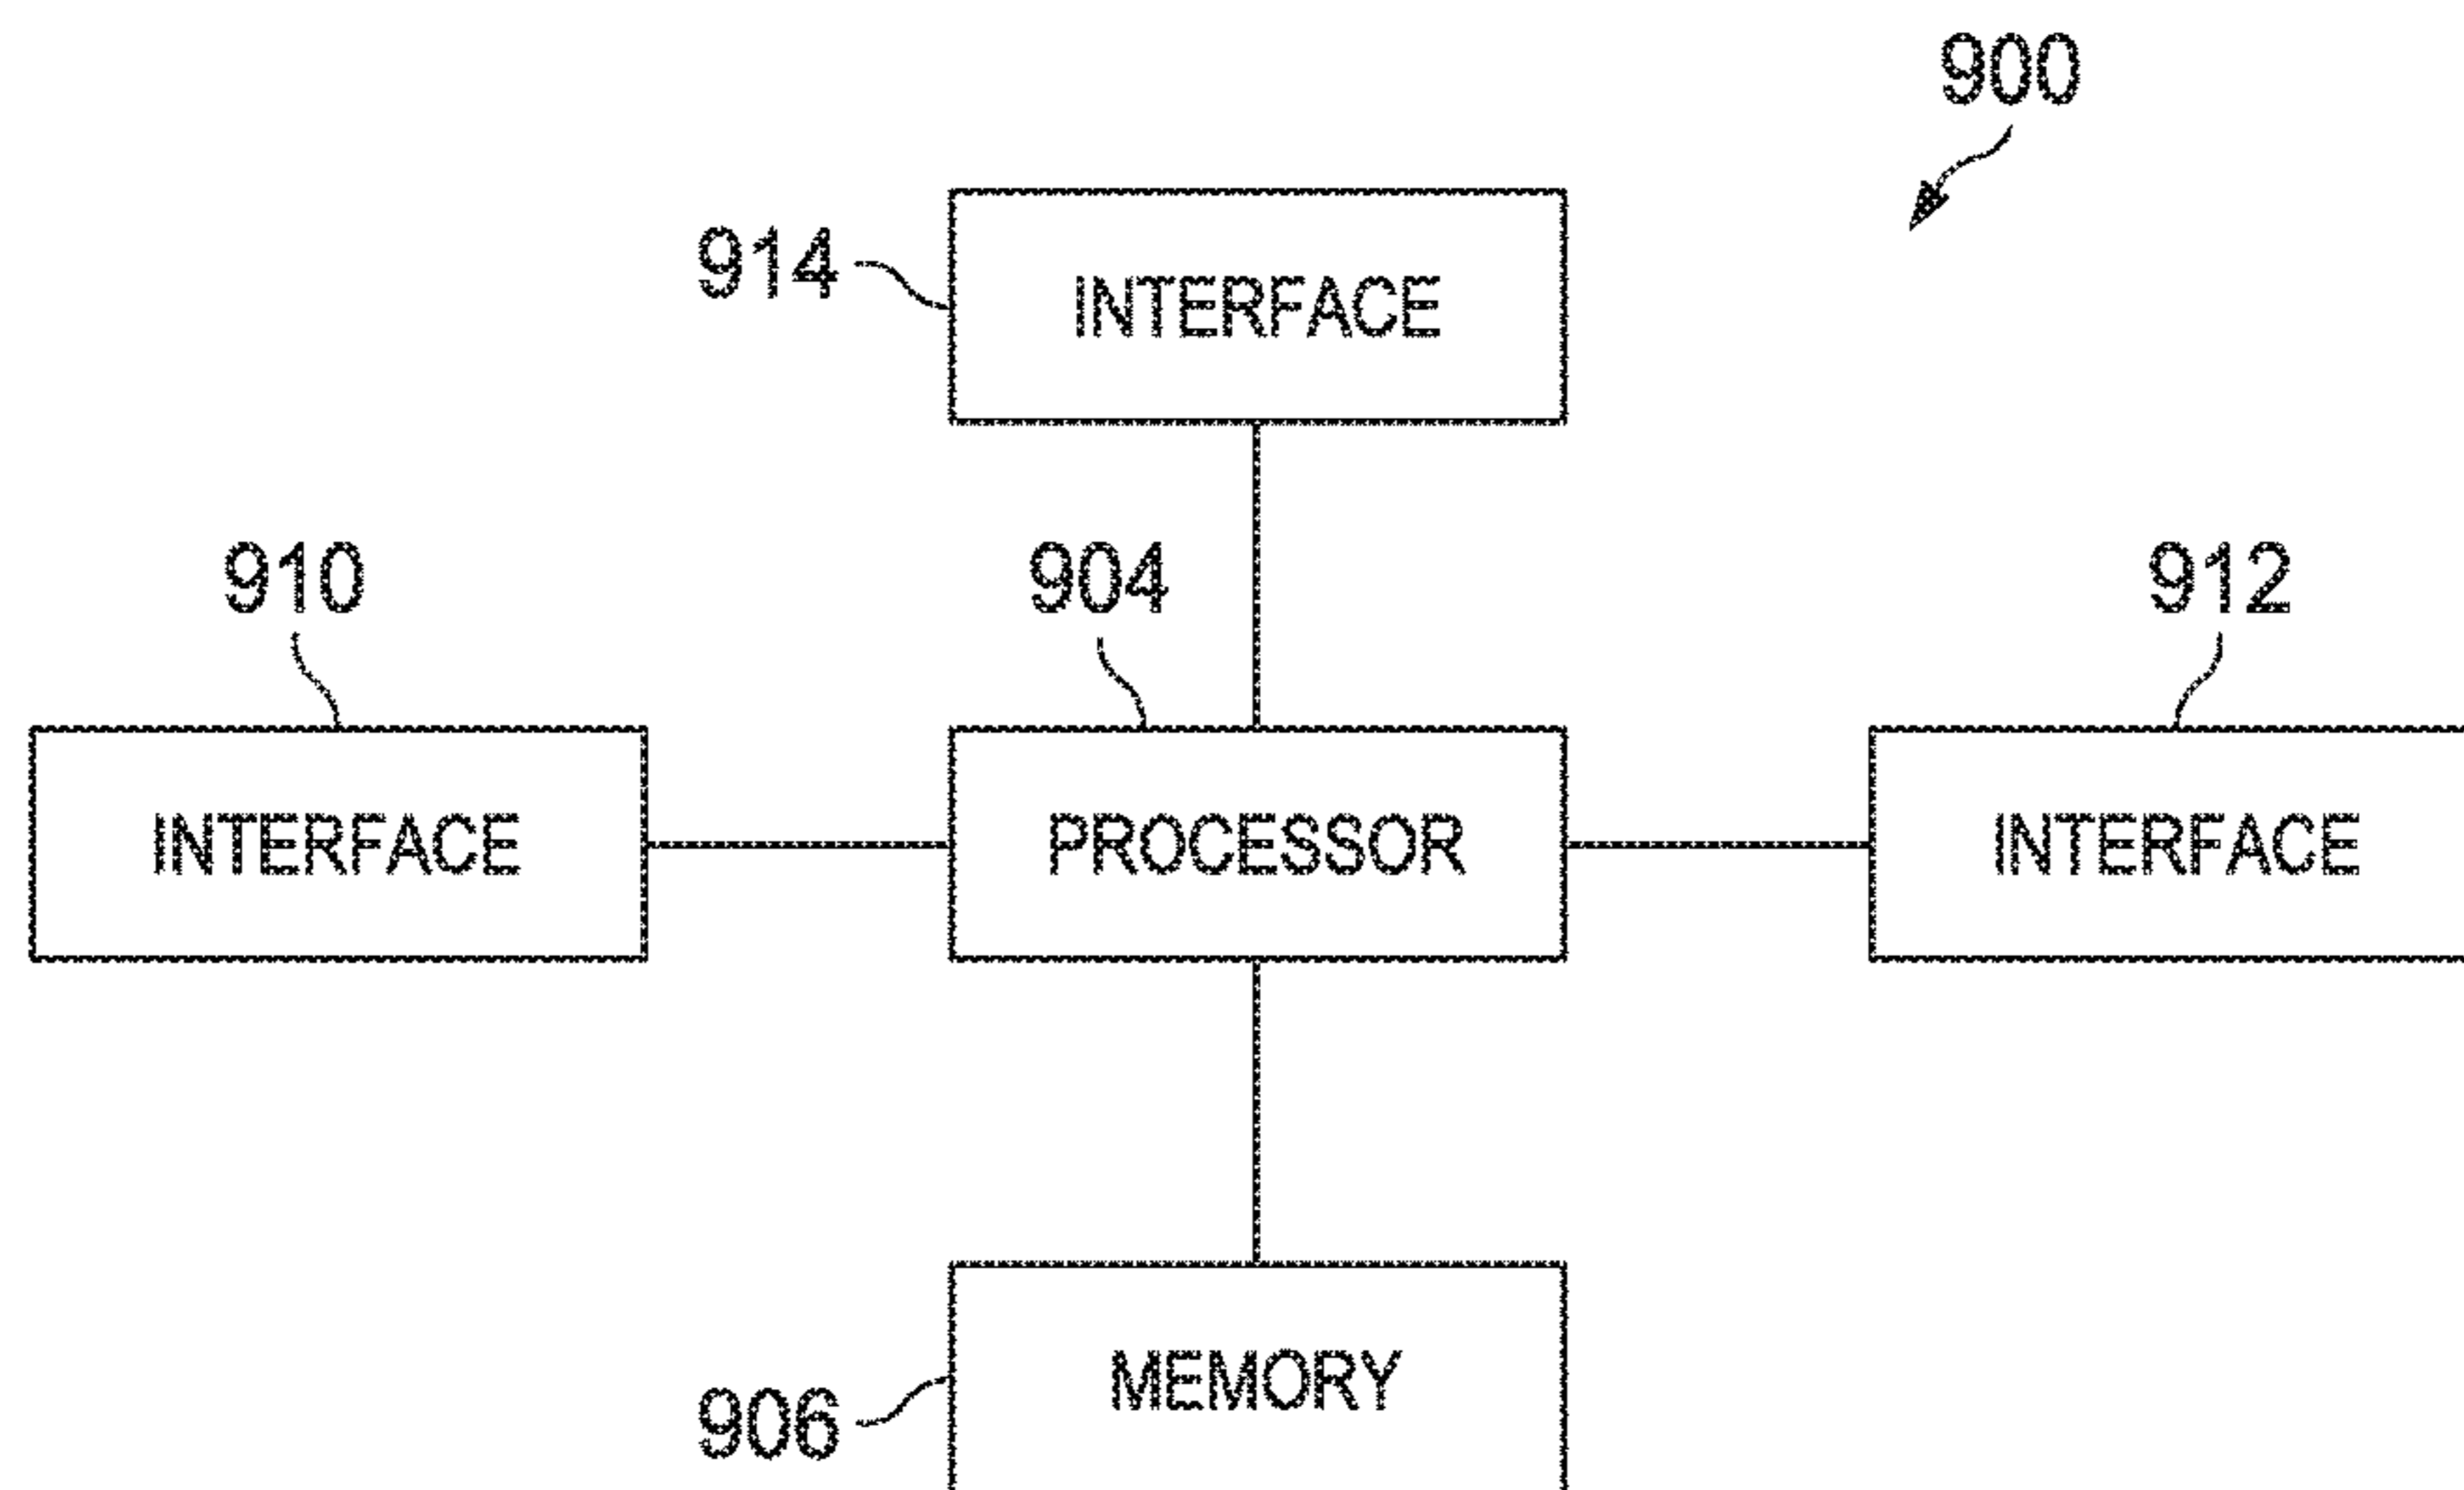 900
914
INTERFACE
910
904
912
INTERFACE
PROCESSOR
INTERFACE
906
MEMORY